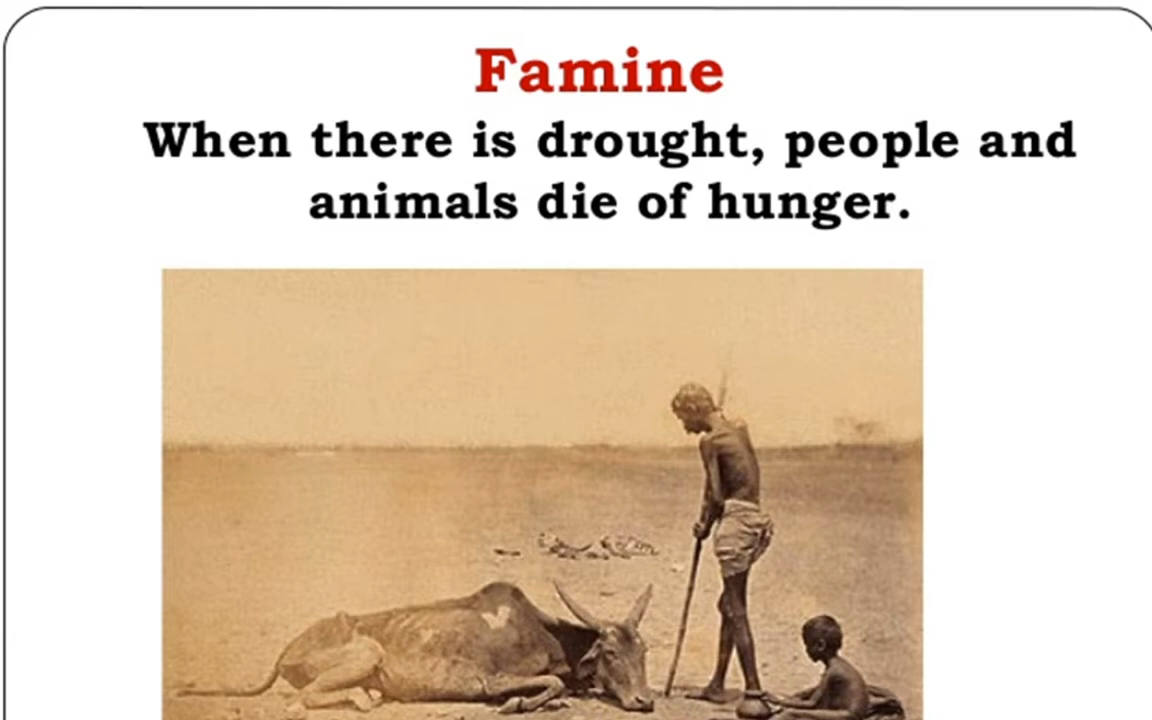 Famine
When there is drought, people and
animals die of hunger.